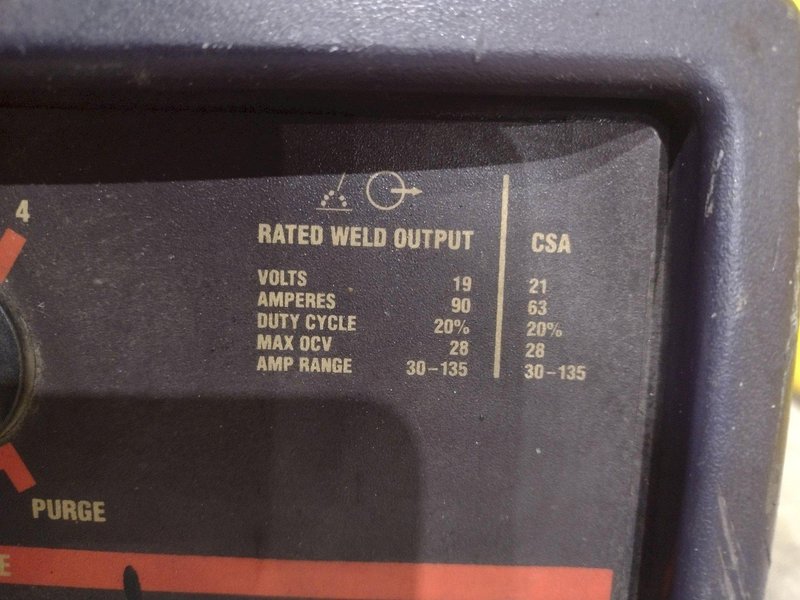 4
RATED WELD OUTPUT CSA
VOLTS 19 21
AMPERES 90 63
DUTY CYCLE 20% 20%
MAX OCV 28 28
AMP RANGE 30-135 30-135
PURGE
E